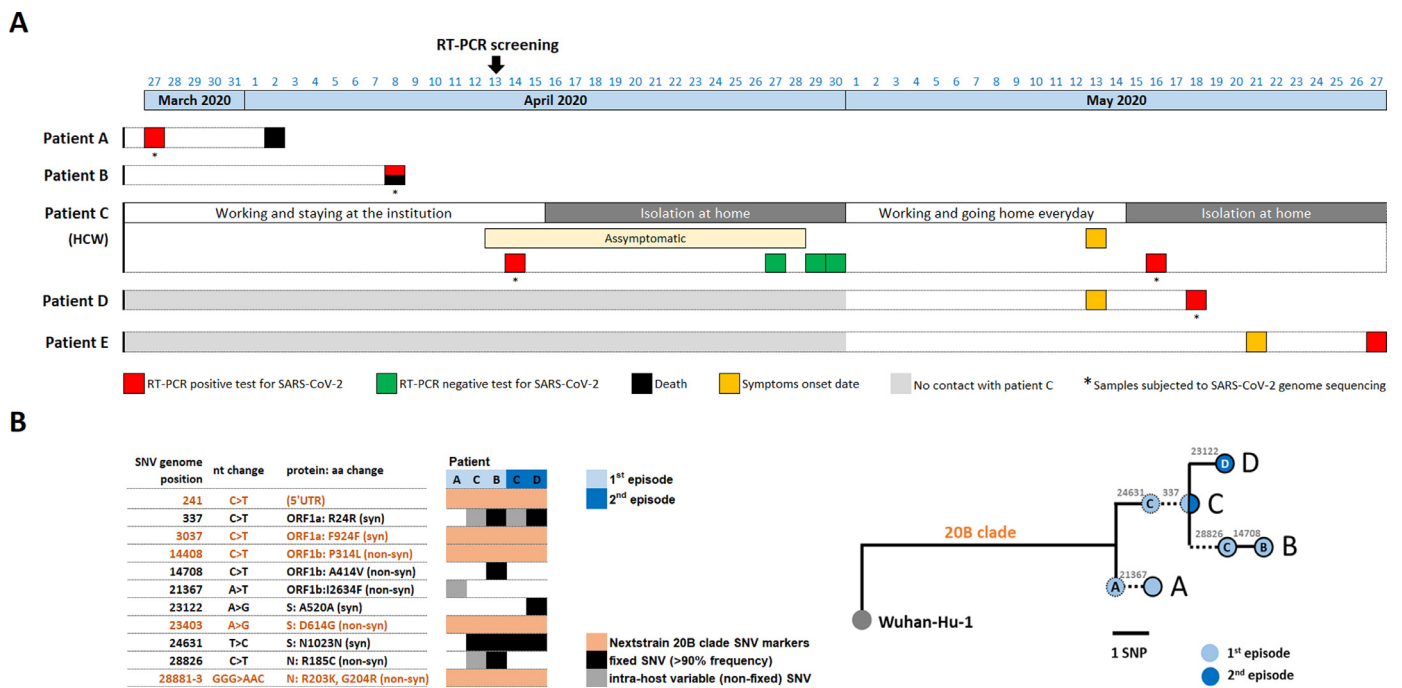 A
RT-PCR screening
27 28 29 30 31 1 2 3 4 5 6 7 8 9 10 11 12 13 14 15 16 17 18 19 20 21 22 23 24 25 26 27 28 29 30 1 2 3 4 5 6 7 8 9 10 11 12 13 14 15 16 17 18 19 20 21 22 23 24 25 26 27
March 2020 April 2020 May 2020
Patient A
*
Patient B
*
Patient C Working and staying at the institution Isolation at home Working and going home everyday Isolation at home
(HCW) Assymptomatic
* *
Patient D
*
Patient E
RT-PCR positive test for SARS-CoV-2 RT-PCR negative test for SARS-CoV-2 Death Symptoms onset date No contact with patient C * Samples subjected to SARS-CoV-2 genome sequencing
B
SNV genome position nt change protein: aa change
Patient
A C B C D
241 C>T (5'UTR)
337 C>T ORF1a: R24R (syn)
3037 C>T ORF1a: F924F (syn)
14408 C>T ORF1b: P314L (non-syn)
14708 C>T ORF1b: A414V (non-syn)
21367 A>T ORF1b:I2634F (non-syn)
23122 A>G S: A520A (syn)
23403 A>G S: D614G (non-syn)
24631 T>C S: N1023N (syn)
28826 C>T N: R185C (non-syn)
28881-3 GGG>AAC N: R203K, G204R (non-syn)
1st episode
2nd episode
Nextstrain 20B clade SNV markers
fixed SNV (>90% frequency)
intra-host variable (non-fixed) SNV
23122 D D
24631 C 337 C
20B clade
28826 C 14708 B B
A 21367 A
Wuhan-Hu-1
1 SNP
1st episode
2nd episode